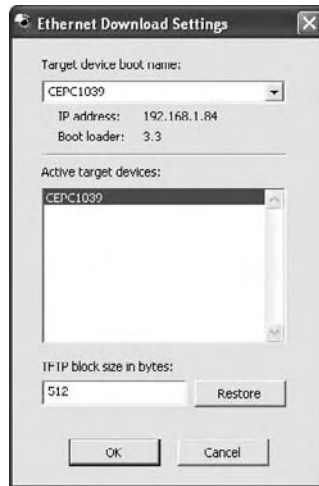 Ethernet Download Settings
Target device boot name:
CEPC1039
IP address: 192.168.1.84
Boot loader: 3.3
Active target devices:
CEPC1039
TFTP block size in bytes:
512
Restore
OK Cancel